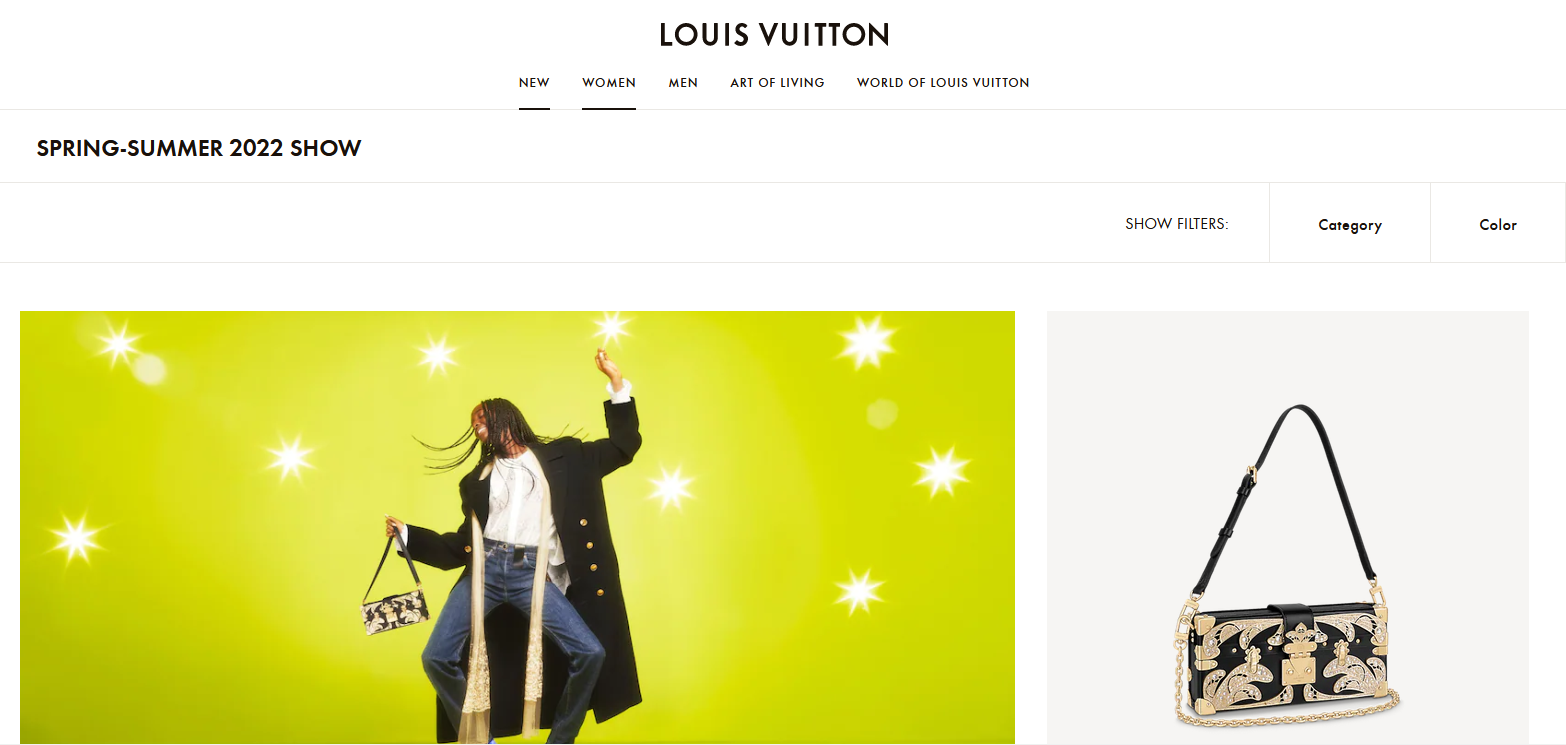 LOUIS VUITTON
NEW WOMEN MEN ART OF LIVING WORLD OF LOUIS VUITTON
SPRING-SUMMER 2022 SHOW
SHOW FILTERS: Category Color